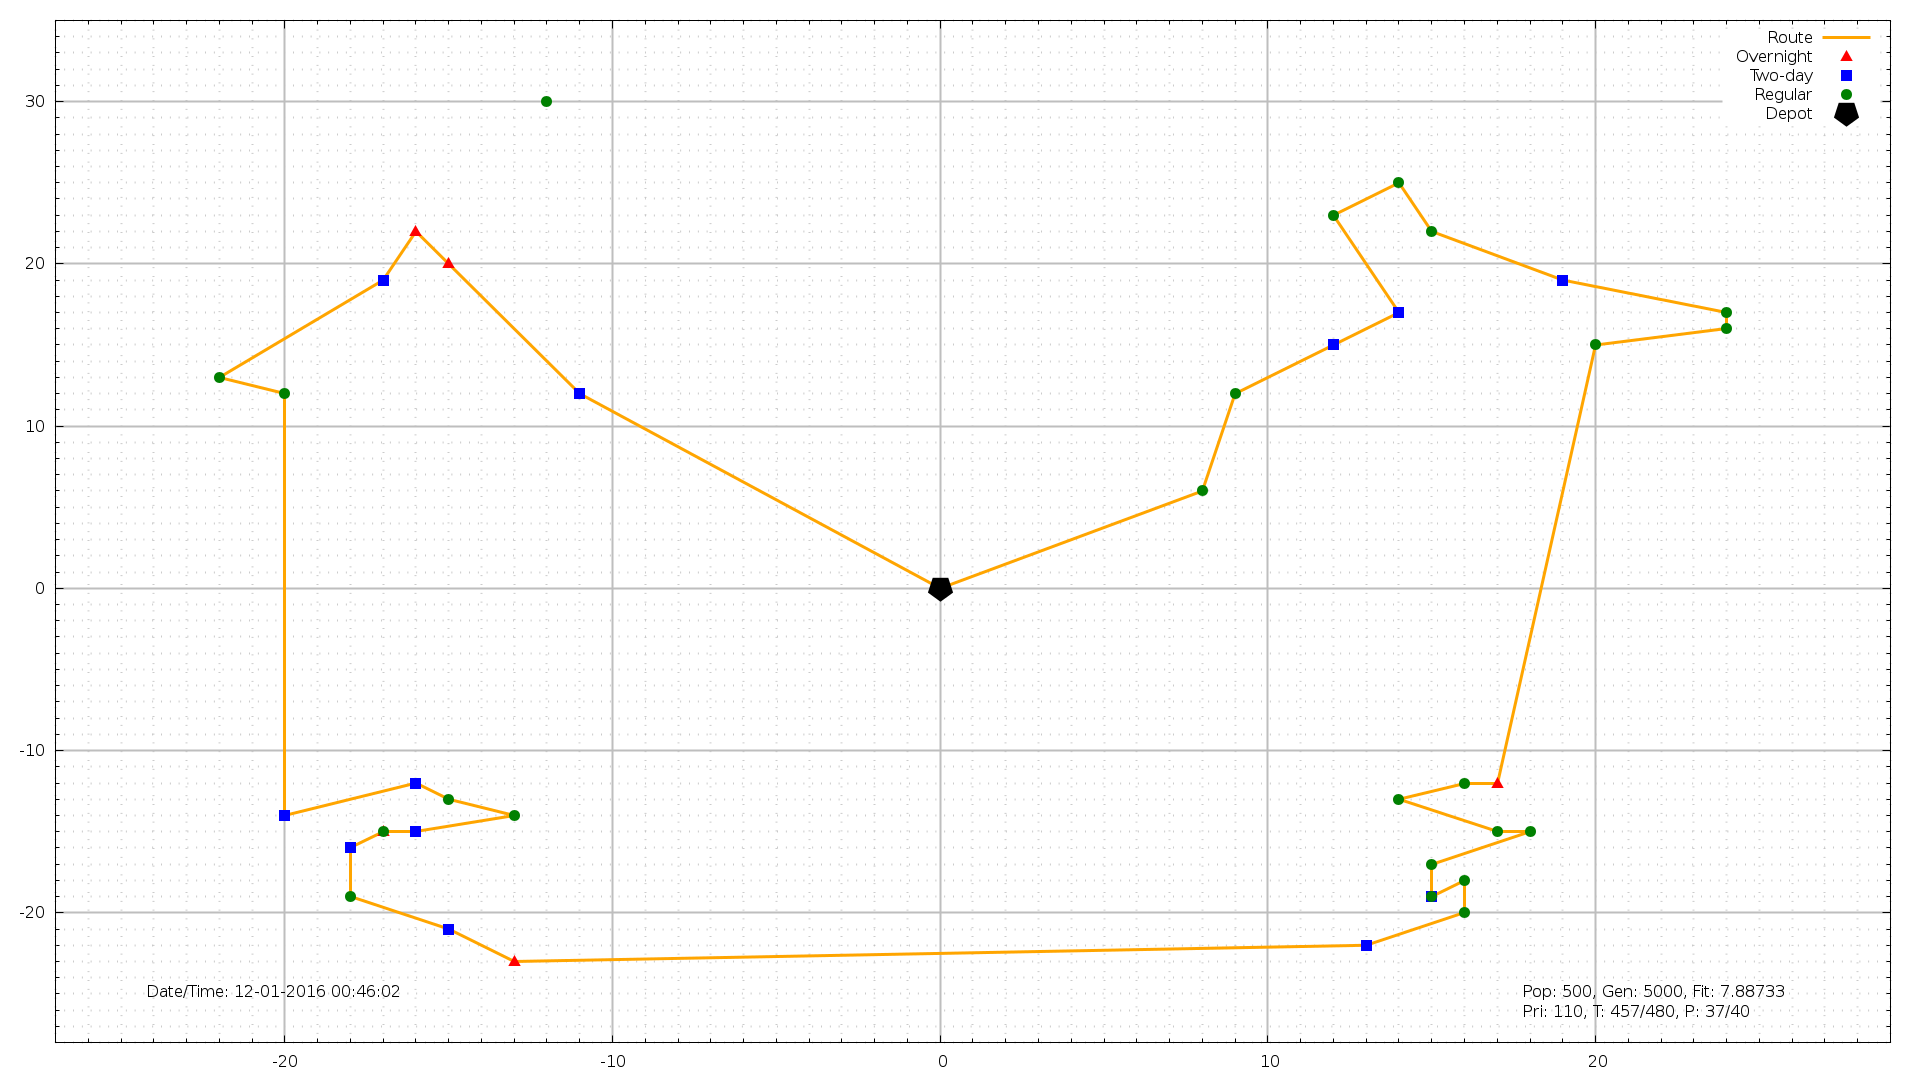 Route
Overnight
Two-day
Regular
Depot
30
20
10
0
-10
-20
Date/Time: 12-01-2016 00:46:02
Pop: 500, Gen: 5000, Fit: 7.88733
Pri: 110, T: 457/480, P: 37/40
-20 -10 0 10 20